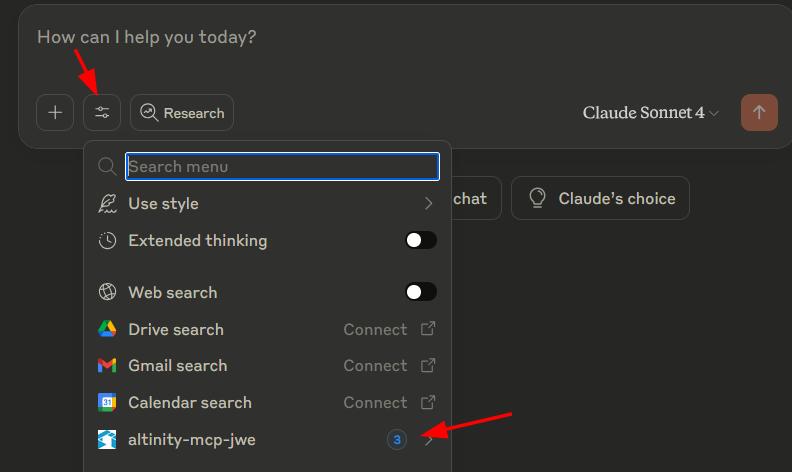 How can I help you today?
Research
Claude Sonnet 4
Search menu
chat
Claude's choice
Use style
Extended thinking
Web search
Drive search Connect
Gmail search Connect
31
Calendar search Connect
altinity-mcp-jwe 3